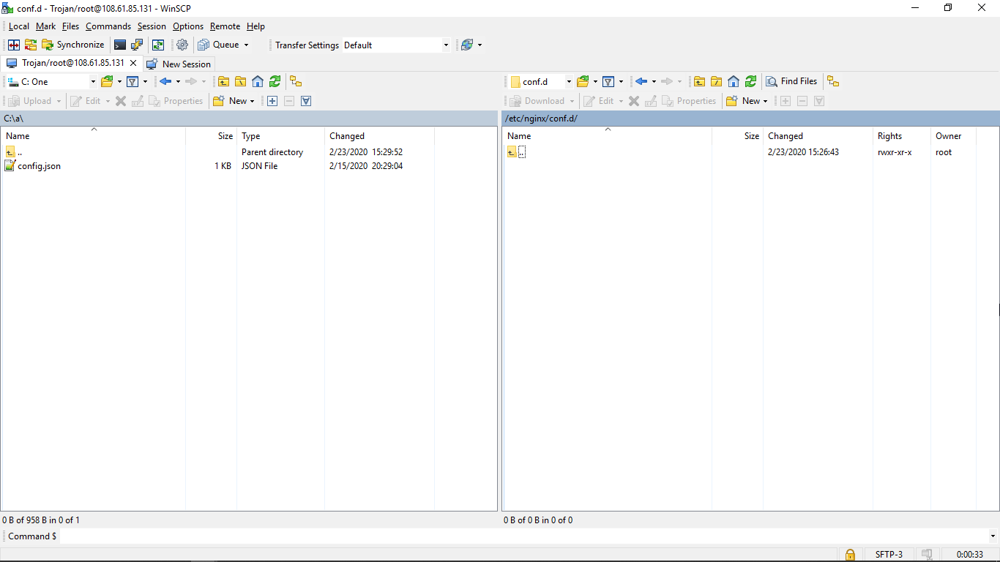 conf.d - Trojan/root@108.61.85.131 - WinSCP
Local Mark Files Commands Session Options Remote Help
Synchronize Queue Transfer Settings Default
Trojan/root@108.61.85.131 New Session
C: One
conf.d Find Files
Upload Edit Properties New
Download Edit Properties New
C:\a\
/etc/nginx/conf.d/
Name Size Type Changed
.. Parent directory 2/23/2020 15:29:52
config.json 1 KB JSON File 2/15/2020 20:29:04
Name Size Changed Rights Owner
.. 2/23/2020 15:26:43 rwxr-xr-x root
0 B of 958 B in 0 of 1
0 B of 0 B in 0 of 0
Command $
SFTP-3 0:00:33